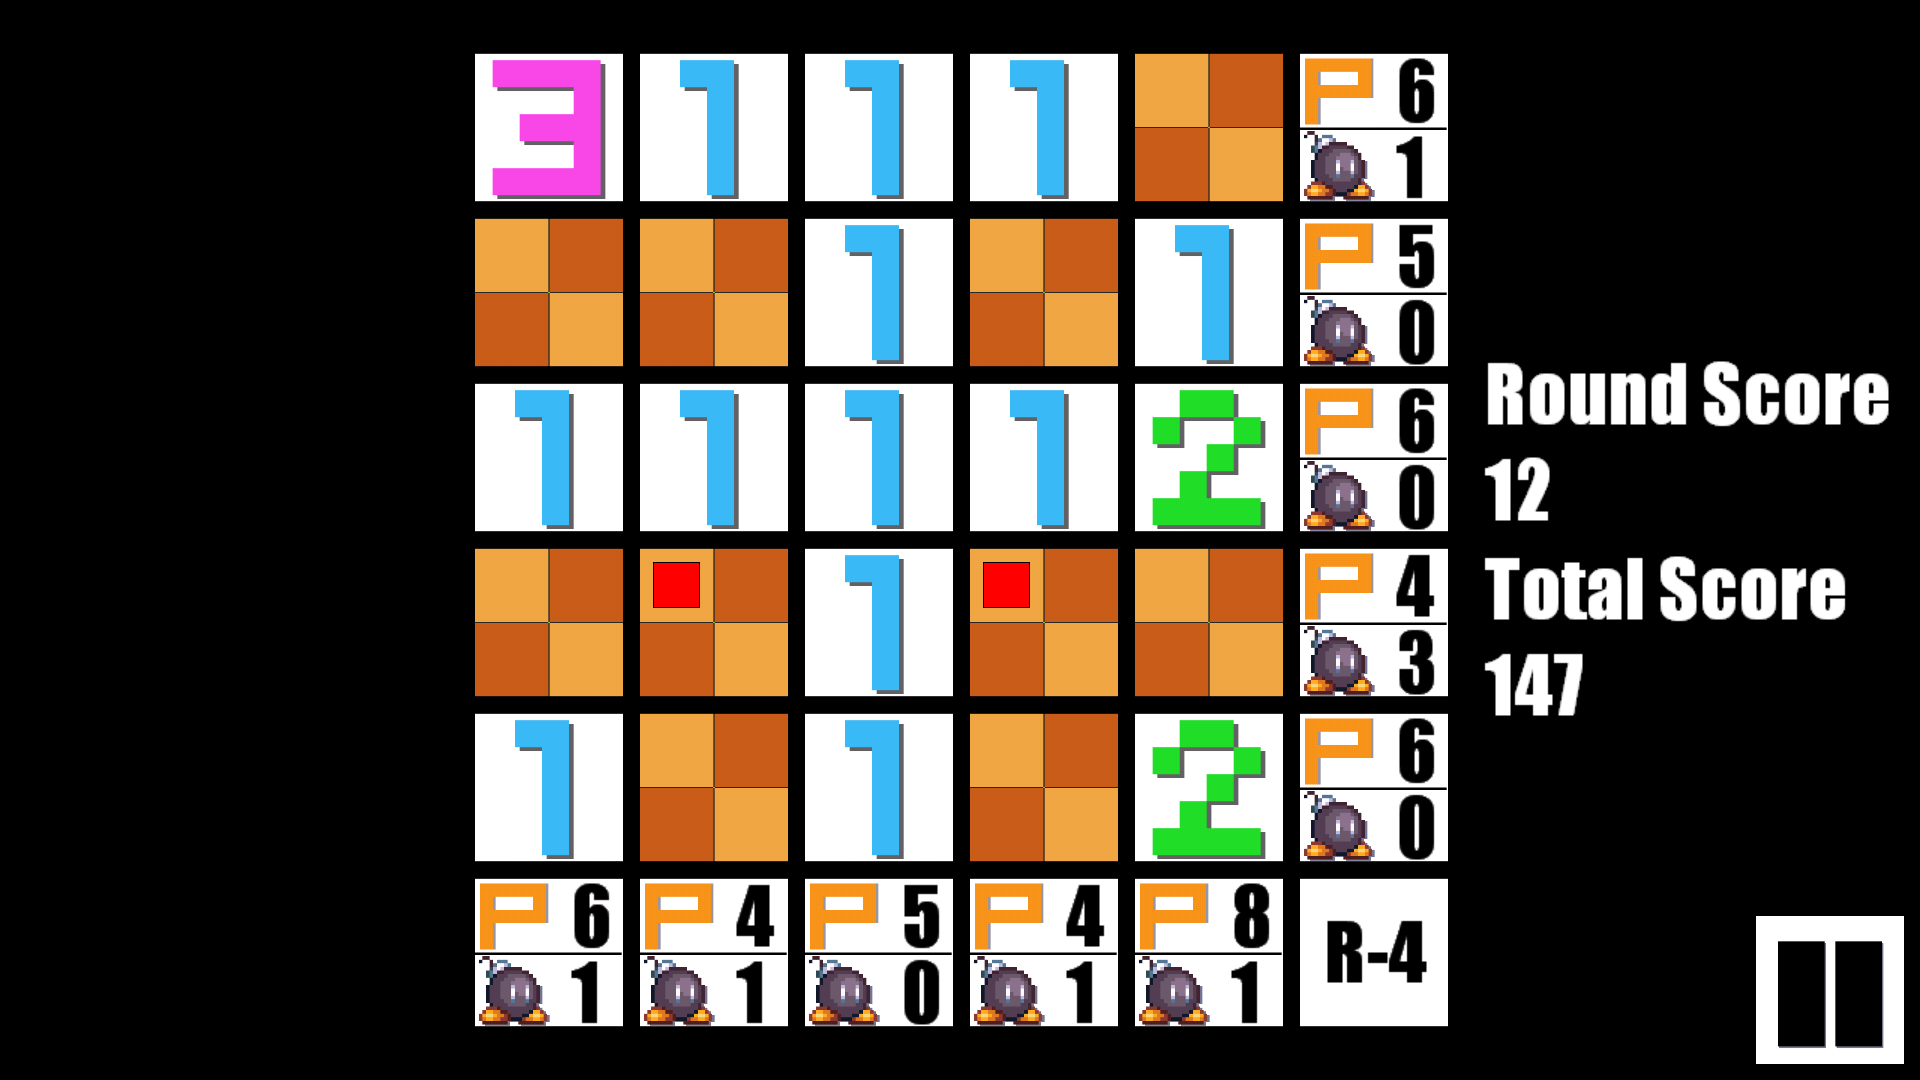 3 1 1 1 P 6
1
1 1 P 5
0
1 1 1 1 2 P 6
0
Round Score
12
1 P 4
3
Total Score
147
1 1 2 P 6
0
P 6 P 4 P 5 P 4 P 8
1 1 0 1 1
R-4